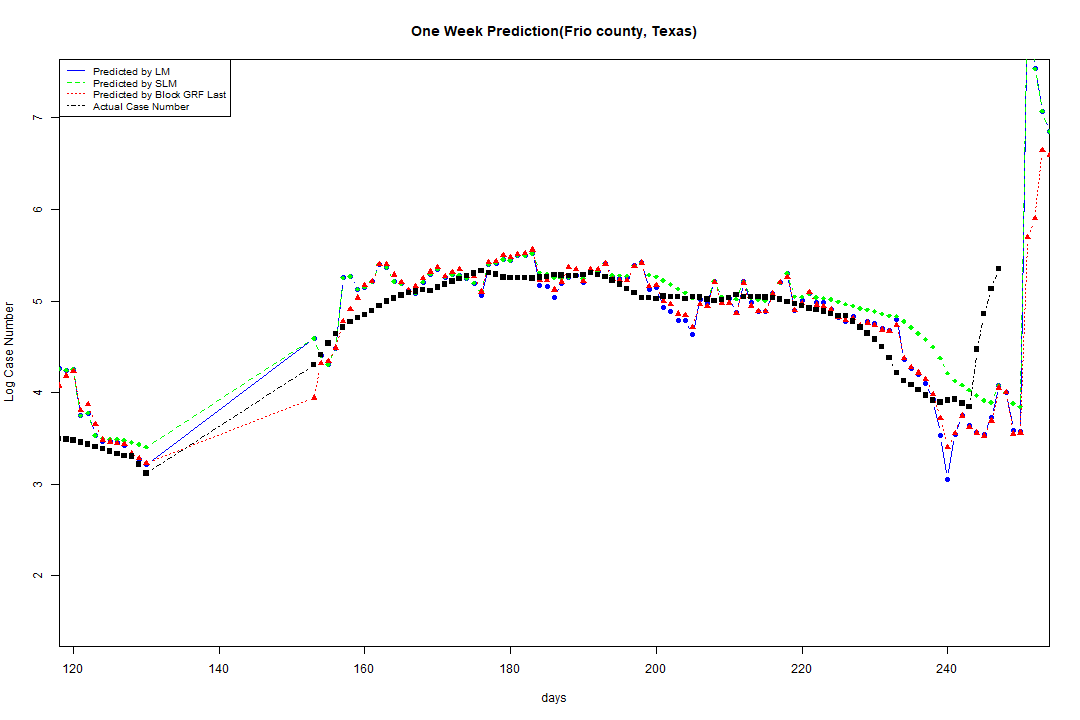 One Week Prediction(Frio county, Texas)
Predicted by LM
Predicted by SLM
Predicted by Block GRF Last
Actual Case Number
Log Case Number
7
6
5
4
3
2
120 140 160 180 200 220 240
days